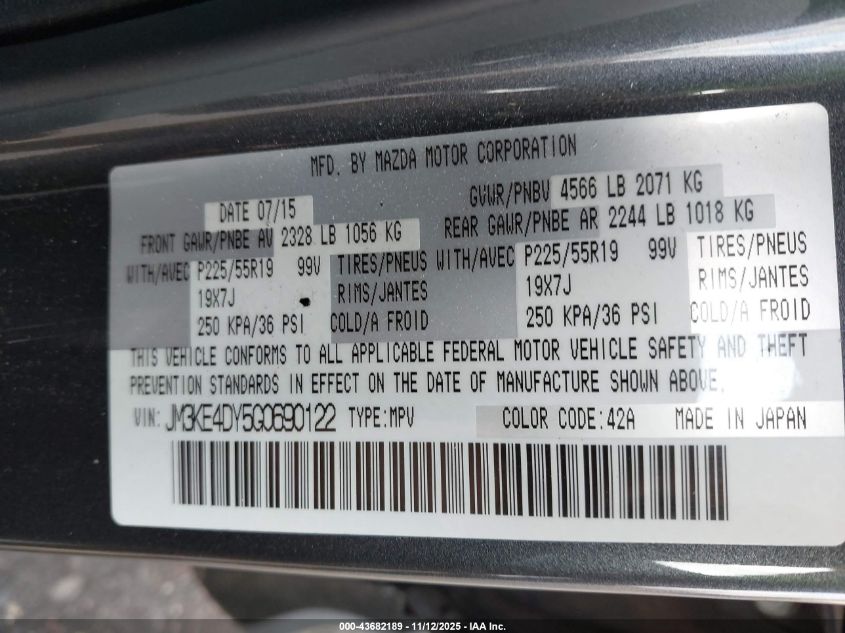 MFD. BY MAZDA MOTOR CORPORATION
DATE 07/15 GVWR/PNBV 4566 LB 2071 KG
FRONT GAWR/PNBE AV 2328 LB 1056 KG REAR GAWR/PNBE AR 2244 LB 1018 KG
WITH/AVEC P225/55R19 99V TIRES/PNEUS WITH/AVEC P225/55R19 99V TIRES/PNEUS
19X7J RIMS/JANTES 19X7J RIMS/JANTES
250 KPA/36 PSI COLD/A FROID 250 KPA/36 PSI COLD/A FROID
THIS VEHICLE CONFORMS TO ALL APPLICABLE FEDERAL MOTOR VEHICLE SAFETY AND THEFT
PREVENTION STANDARDS IN EFFECT ON THE DATE OF MANUFACTURE SHOWN ABOVE.
VIN: JM3KE4DY5G0690122 TYPE:MPV COLOR CODE:42A MADE IN JAPAN
000-43682189 - 11/12/2025 - IAA Inc.